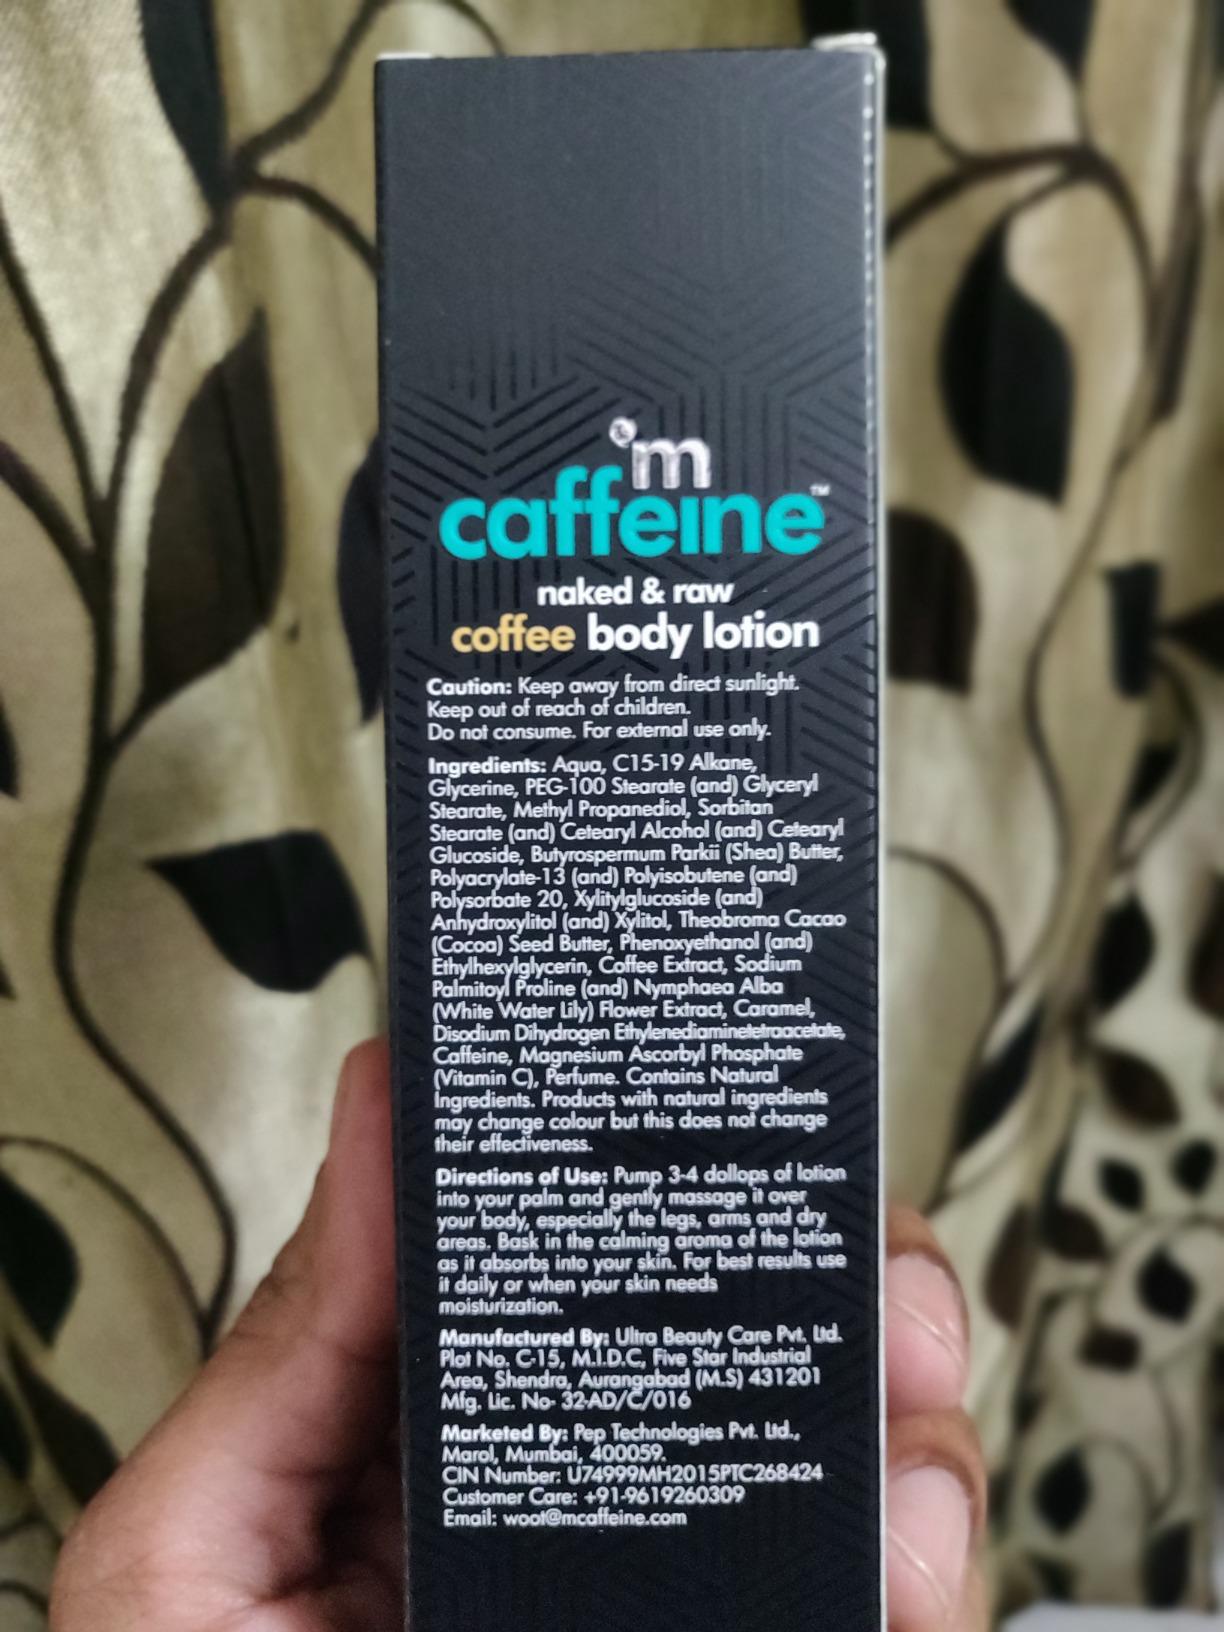 &'m
caffeine™
naked & raw
coffee body lotion
Caution: Keep away from direct sunlight.
Keep out of reach of children.
Do not consume. For external use only.
Ingredients: Aqua, C15-19 Alkane,
Glycerine, PEG-100 Stearate (and) Glyceryl
Stearate, Methyl Propanediol, Sorbitan
Stearate (and) Cetearyl Alcohol (and) Cetearyl
Glucoside, Butyrospermum Parkii (Shea) Butter,
Polyacrylate-13 (and) Polyisobutene (and)
Polysorbate 20, Xylitylglucoside (and)
Anhydroxylitol (and) Xylitol, Theobroma Cacao
(Cocoa) Seed Butter, Phenoxyethanol (and)
Ethylhexylglycerin, Coffee Extract, Sodium
Palmitoyl Proline (and) Nymphaea Alba
(White Water Lily) Flower Extract, Caramel,
Disodium Dihydrogen Ethylenediaminetetraacetate,
Caffeine, Magnesium Ascorbyl Phosphate
(Vitamin C), Perfume. Contains Natural
Ingredients. Products with natural ingredients
may change colour but this does not change
their effectiveness.
Directions of Use: Pump 3-4 dollops of lotion
into your palm and gently massage it over
your body, especially the legs, arms and dry
areas. Bask in the calming aroma of the lotion
as it absorbs into your skin. For best results use
it daily or when your skin needs
moisturization.
Manufactured By: Ultra Beauty Care Pvt. Ltd.
Plot No. C-15, M.I.D.C, Five Star Industrial
Area, Shendra, Aurangabad (M.S) 431201
Mfg. Lic. No- 32-AD/C/016
Marketed By: Pep Technologies Pvt. Ltd.,
Marol, Mumbai, 400059.
CIN Number: U74999MH2015PTC268424
Customer Care: +91-9619260309
Email: woot@mcaffeine.com